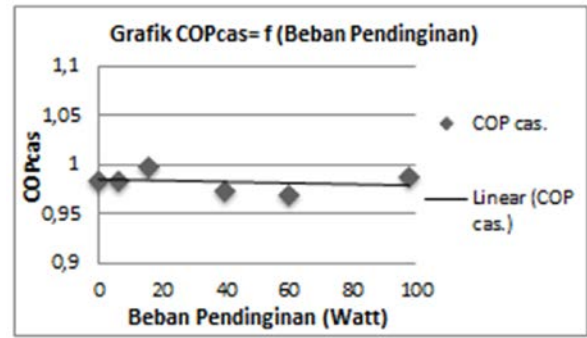 Grafik COPcas= f (Beban Pendinginan)
1,1
1,05
1
0,95
0,9
COPcas
0 20 40 60 80 100
Beban Pendinginan (Watt)
COP cas.
Linear (COP
cas.)